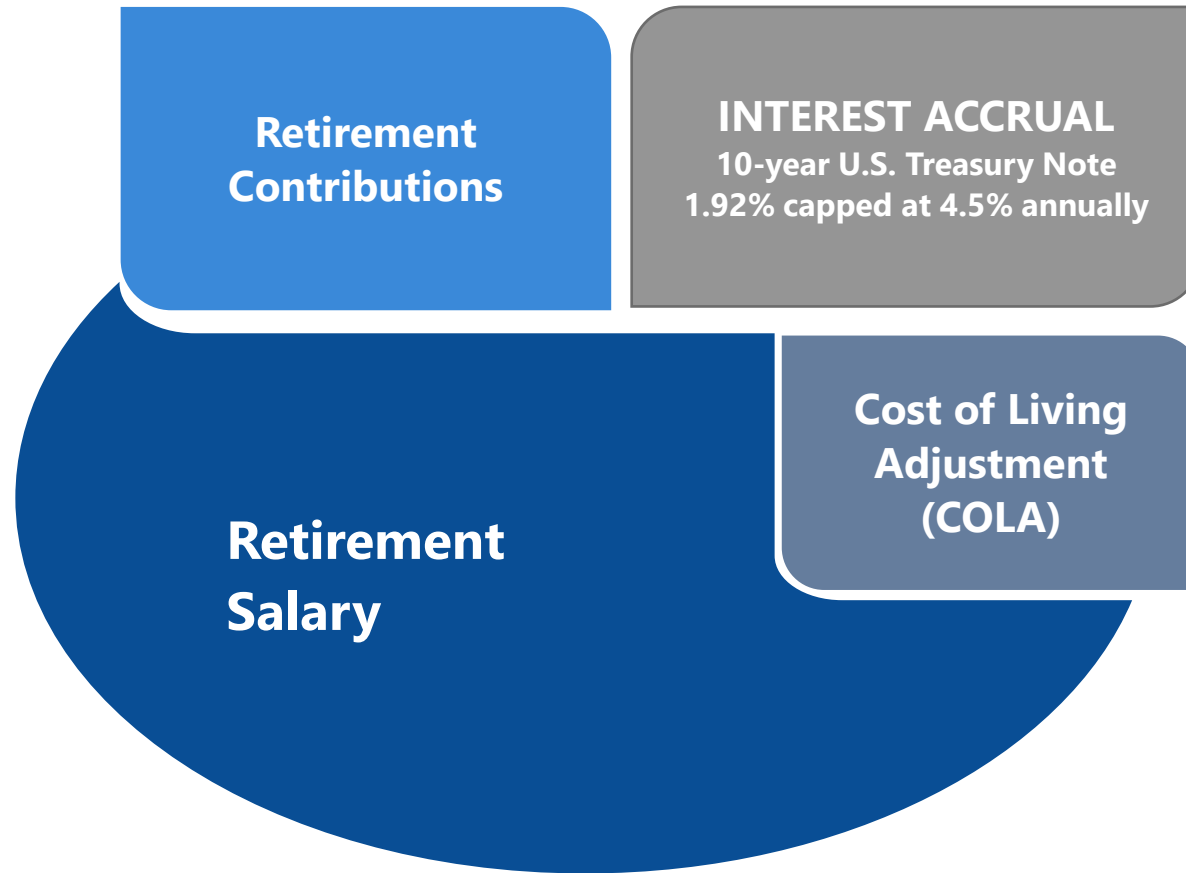 Retirement
Contributions
INTEREST ACCRUAL
10-year U.S. Treasury Note
1.92% capped at 4.5% annually
Cost of Living
Adjustment
(COLA)
Retirement
Salary